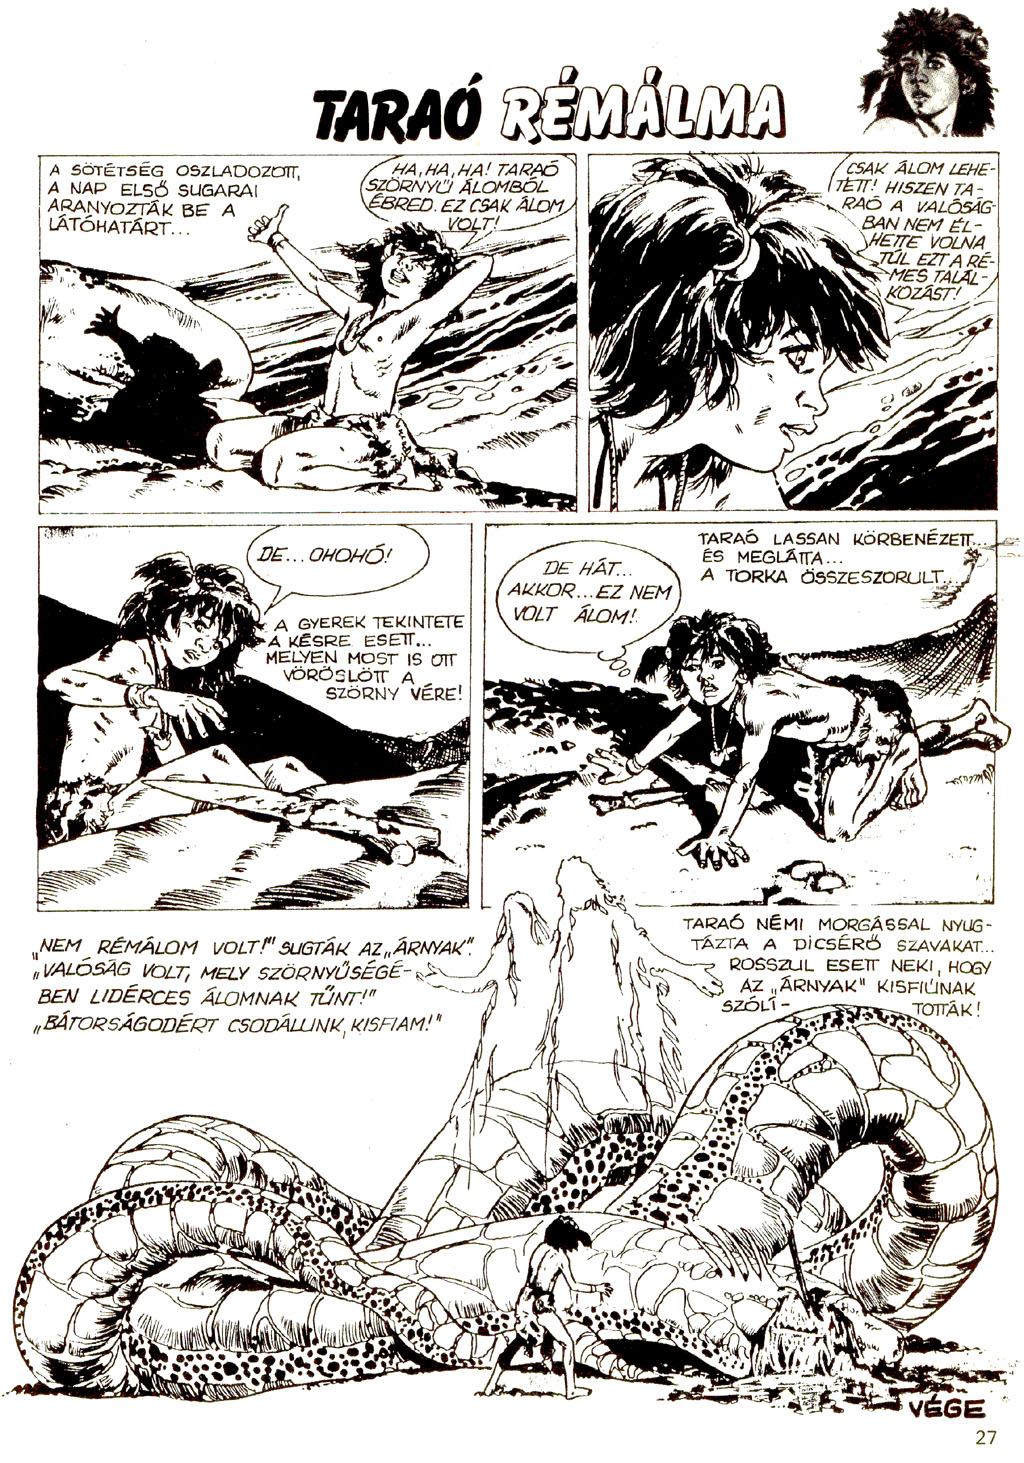 TARAÓ RÉMÁLMA
A SÖTÉTSÉG OSZLADOZOTT,
A NAP ELSŐ SUGARAI
ARANYOZTÁK BE A
LÁTÓHATÁRT...
HA, HA, HA! TARAÓ
SZÖRNYŰ ÁLOMBÓL
ÉBRED. EZ CSAK ÁLOM
VOLT!
CSAK ÁLOM LEHE-
TETT! HISZEN TA-
RAÓ A VALÓSÁG-
BAN NEM ÉL-
HETTE VOLNA
TÚL EZT A RÉ-
MES TALÁL-
KOZÁST!
DE... OHOHÓ!
A GYEREK TEKINTETE
A KÉSRE ESETT...
MELYEN MOST IS OTT
VÖRÖSLÖTT A
SZÖRNY VÉRE!
DE HÁT...
AKKOR... EZ NEM
VOLT ÁLOM!
TARAÓ LASSAN KÖRBENÉZETT...
ÉS MEGLÁTTA...
A TORKA ÖSSZESZORULT...
„NEM RÉMÁLOM VOLT!" SUGTÁK AZ „ÁRNYAK".
„VALÓSÁG VOLT, MELY SZÖRNYŰSÉGÉ-
BEN LIDÉRCES ÁLOMNAK TŰNT!"
„BÁTORSÁGODÉRT CSODÁLUNK, KISFIAM!"
TARAÓ NÉMI MORGÁSSAL NYUG-
TÁZTA A DICSÉRŐ SZAVAKAT...
ROSSZUL ESETT NEKI, HOGY
AZ „ÁRNYAK" KISFIÚNAK
SZÓLÍ- TOTTÁK!
VÉGE
27